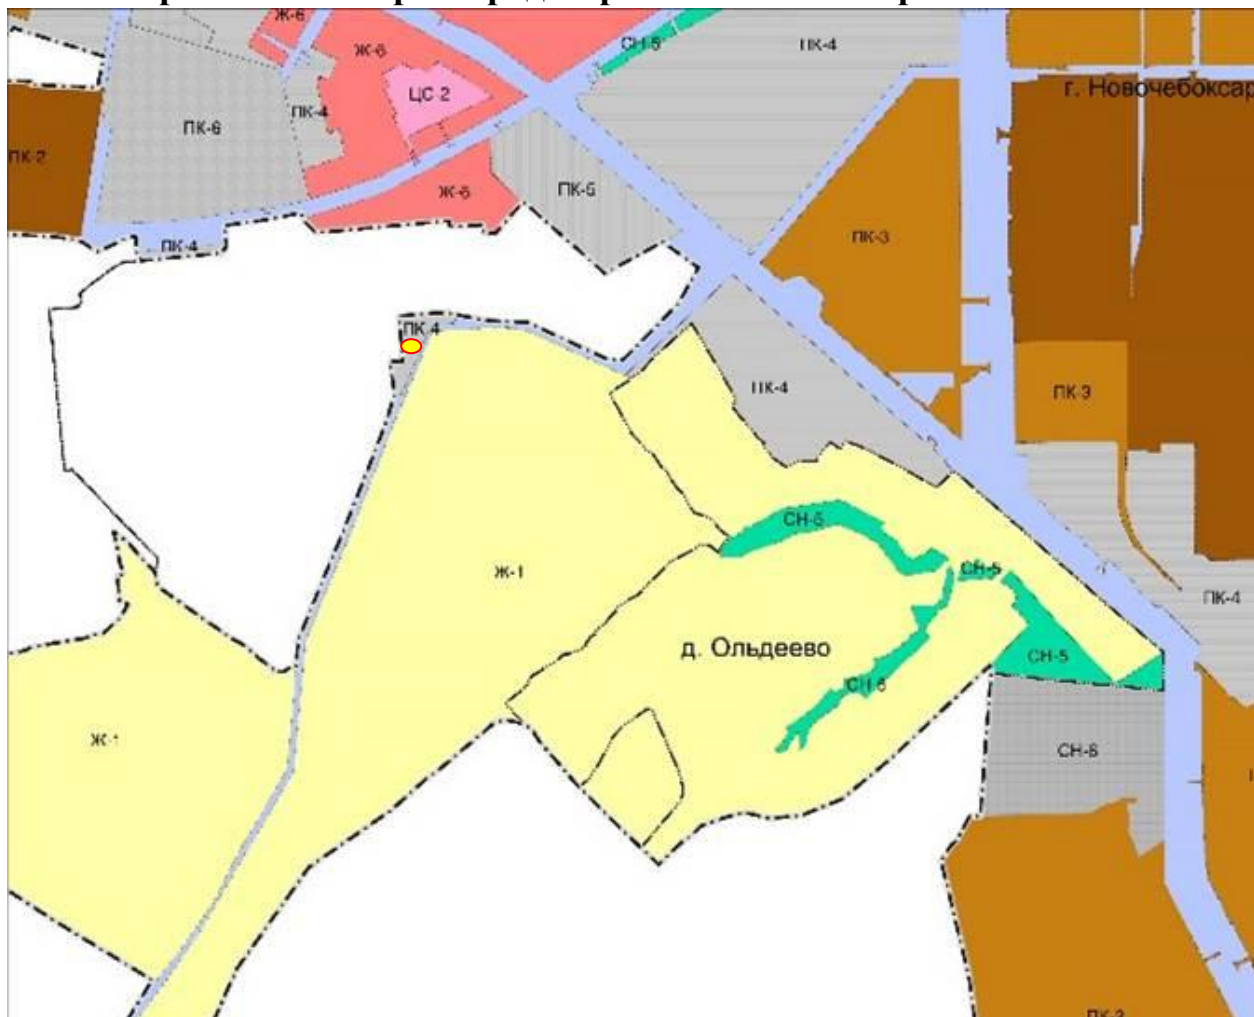 Ж-6
СН-5
ПК-4
Ж-6
ЦС-2
г. Новочебоксар
ПК-4
ПК-6
ПК-2
ПК-5
Ж-6
ПК-3
ПК-4
ПК-4
ПК-4
ПК-3
СН-5
СН-5
Ж-1
ПК-4
д. Ольдеево
СН-5
СН-5
Ж-1
СН-6